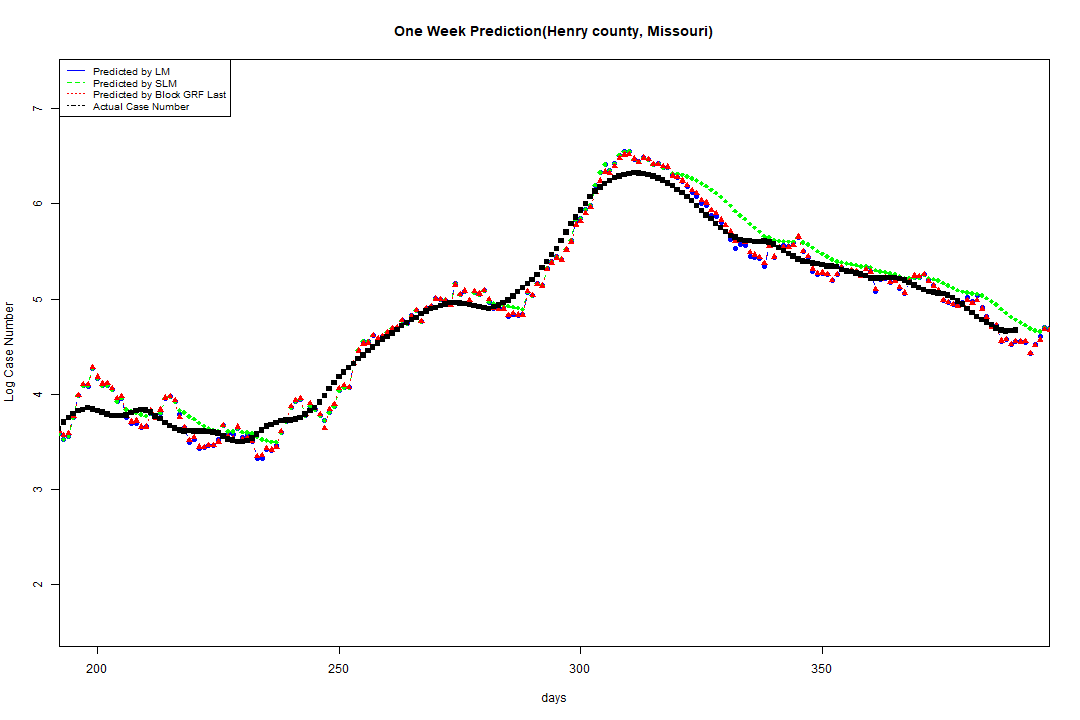 One Week Prediction(Henry county, Missouri)
Predicted by LM
Predicted by SLM
Predicted by Block GRF Last
Actual Case Number
Log Case Number
7
6
5
4
3
2
200 250 300 350
days